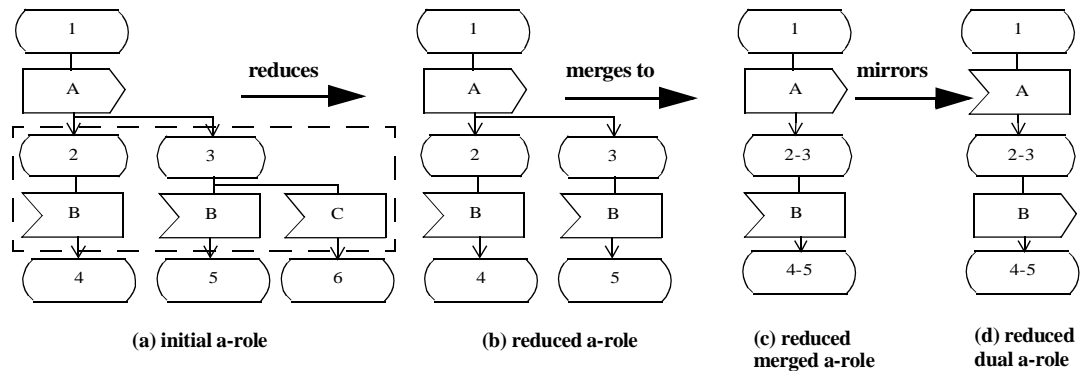 1 1 1 1
reduces merges to mirrors
A A A A
2 3 2 3 2-3 2-3
B B C B B B B
4 5 6 4 5 4-5 4-5
(a) initial a-role (b) reduced a-role (c) reduced (d) reduced
merged a-role dual a-role